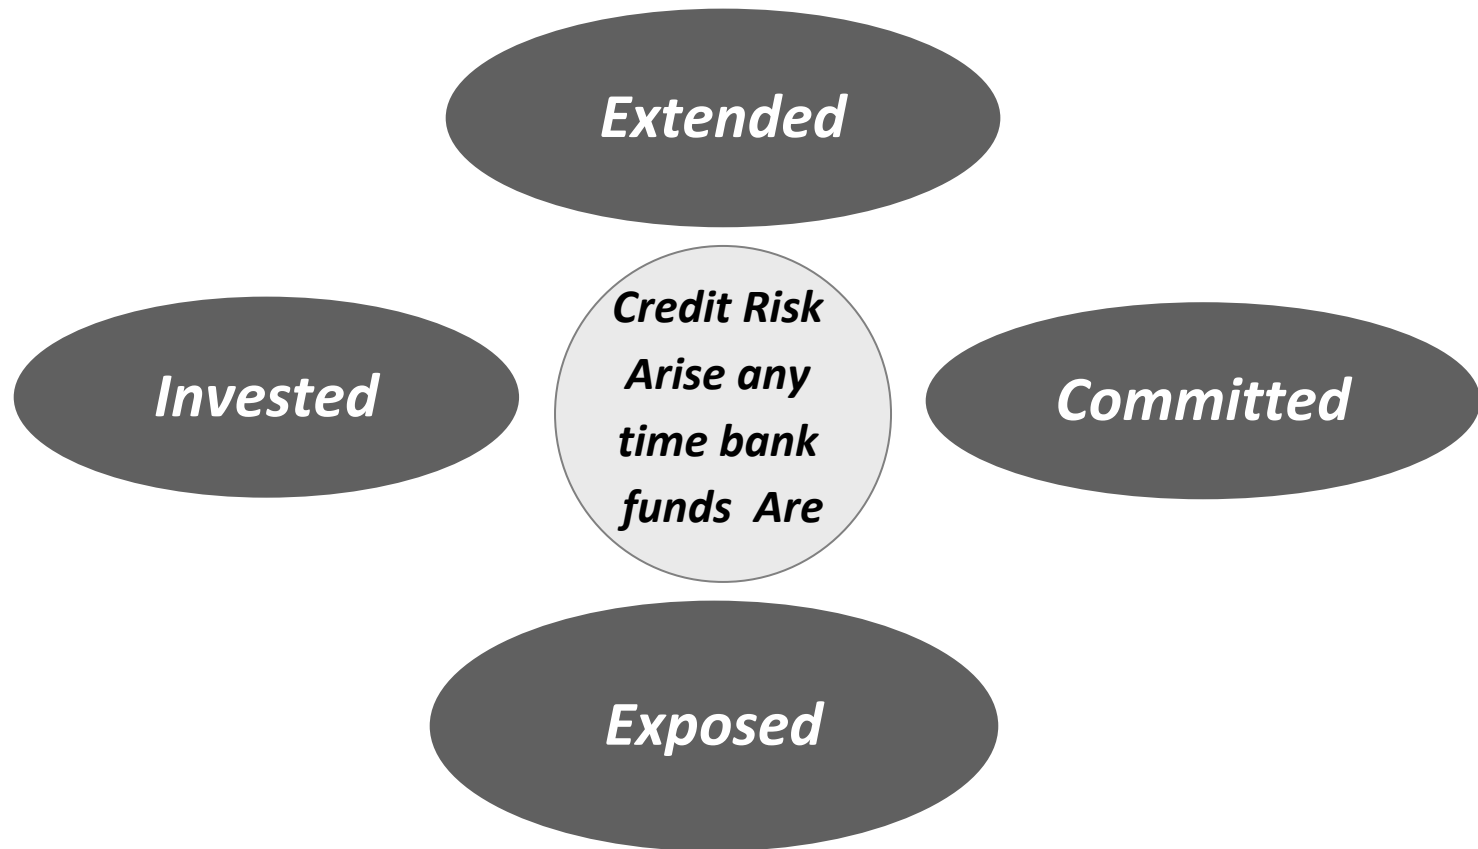 Extended
Credit Risk
Arise any
time bank
funds  Are
Invested
Committed
Exposed